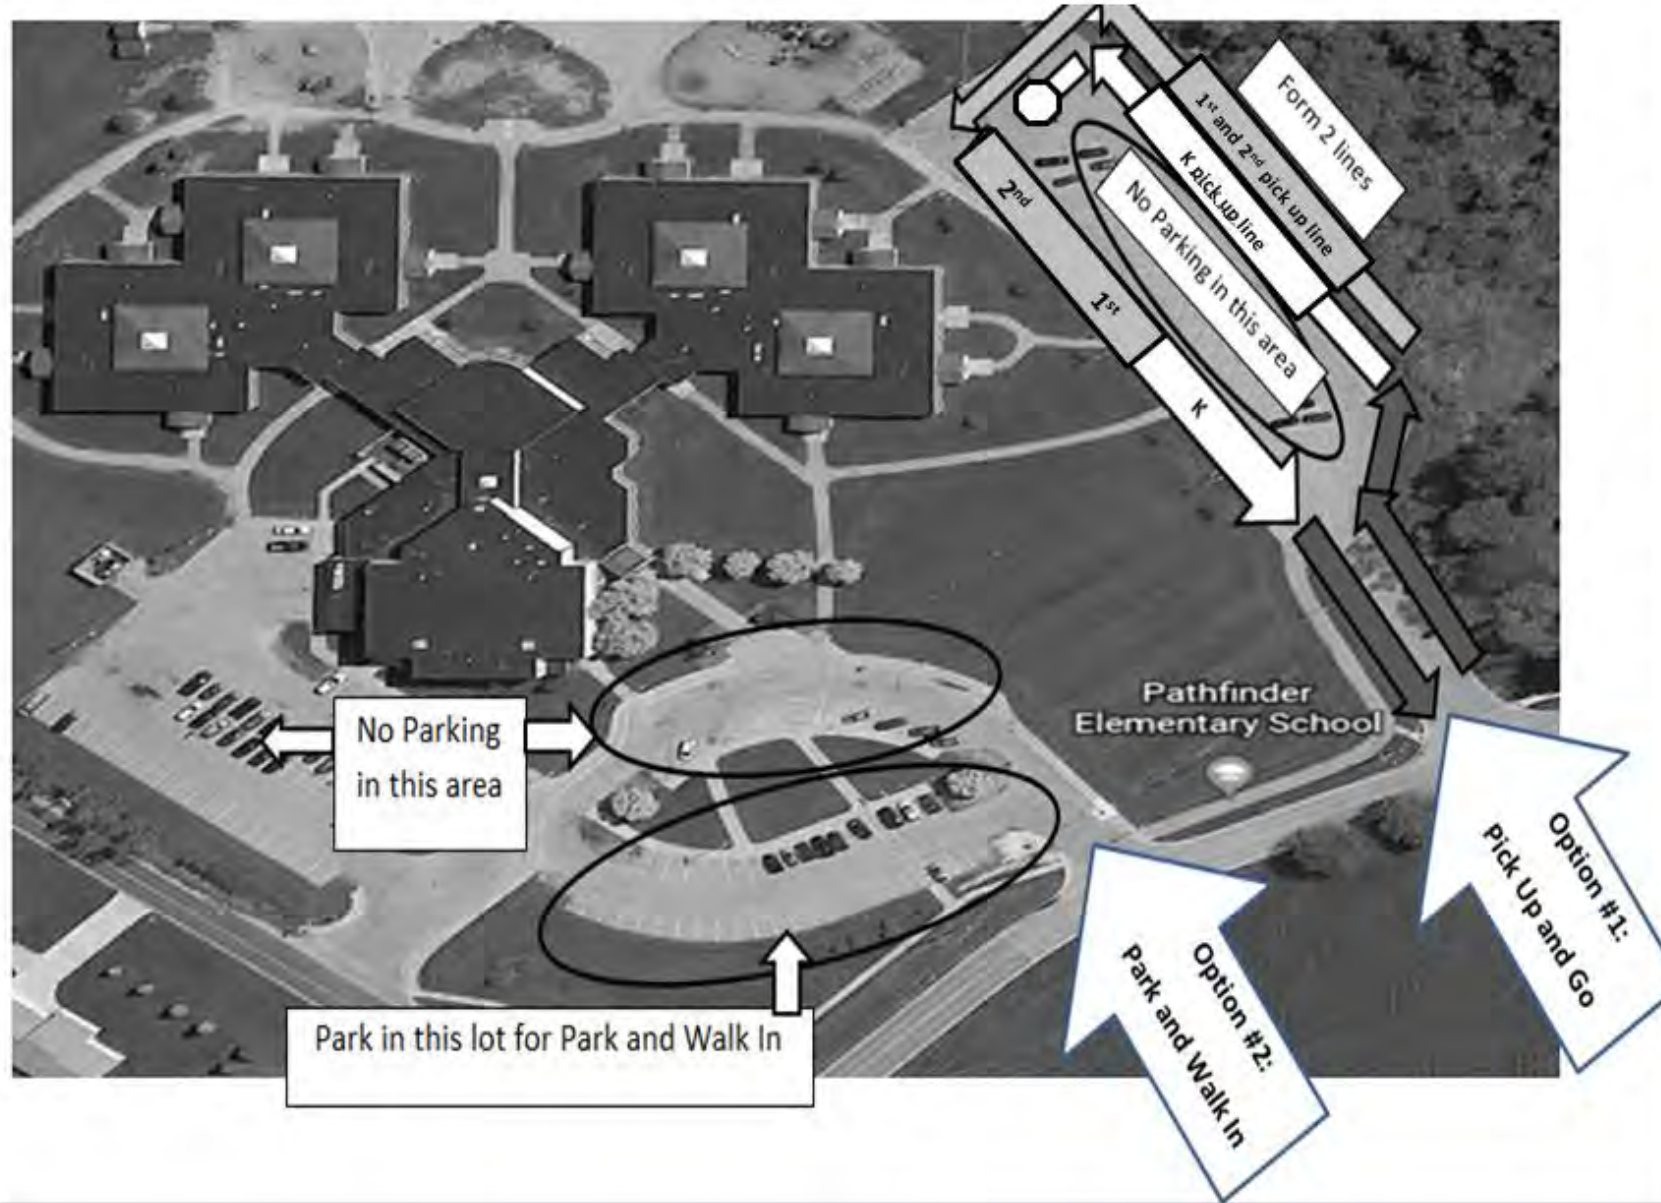 Form 2 lines
1st and 2nd pick up line
K pick up line
No Parking in this area
2nd
1st
K
Pathfinder
Elementary School
No Parking
in this area
Option #1:
Pick Up and Go
Option #2:
Park and Walk In
Park in this lot for Park and Walk In